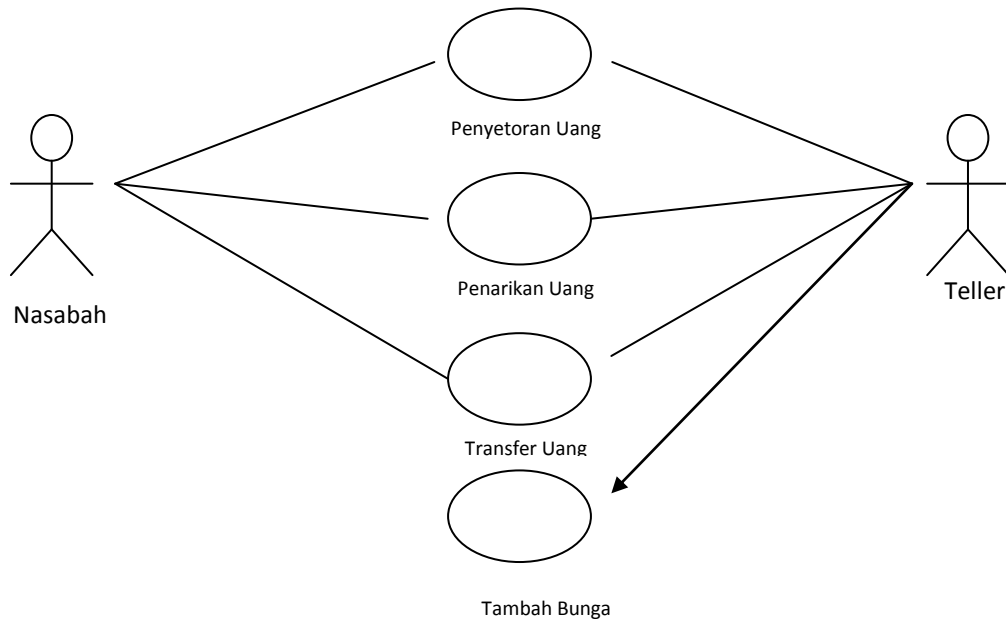 Penyetoran Uang
Penarikan Uang
Teller
Nasabah
Transfer Uang
Tambah Bunga